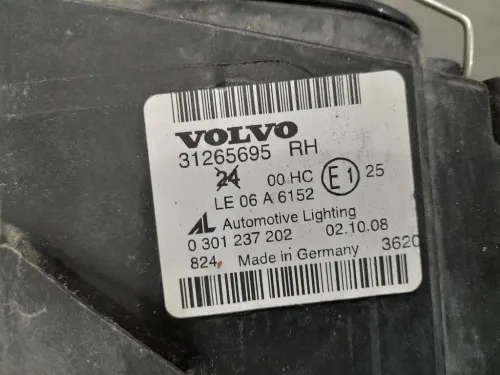 VOLVO
31265695 RH
24 00 HC E1 25
LE 06 A 6152
AL Automotive Lighting
0 301 237 202 02.10.08
824 Made in Germany 3620